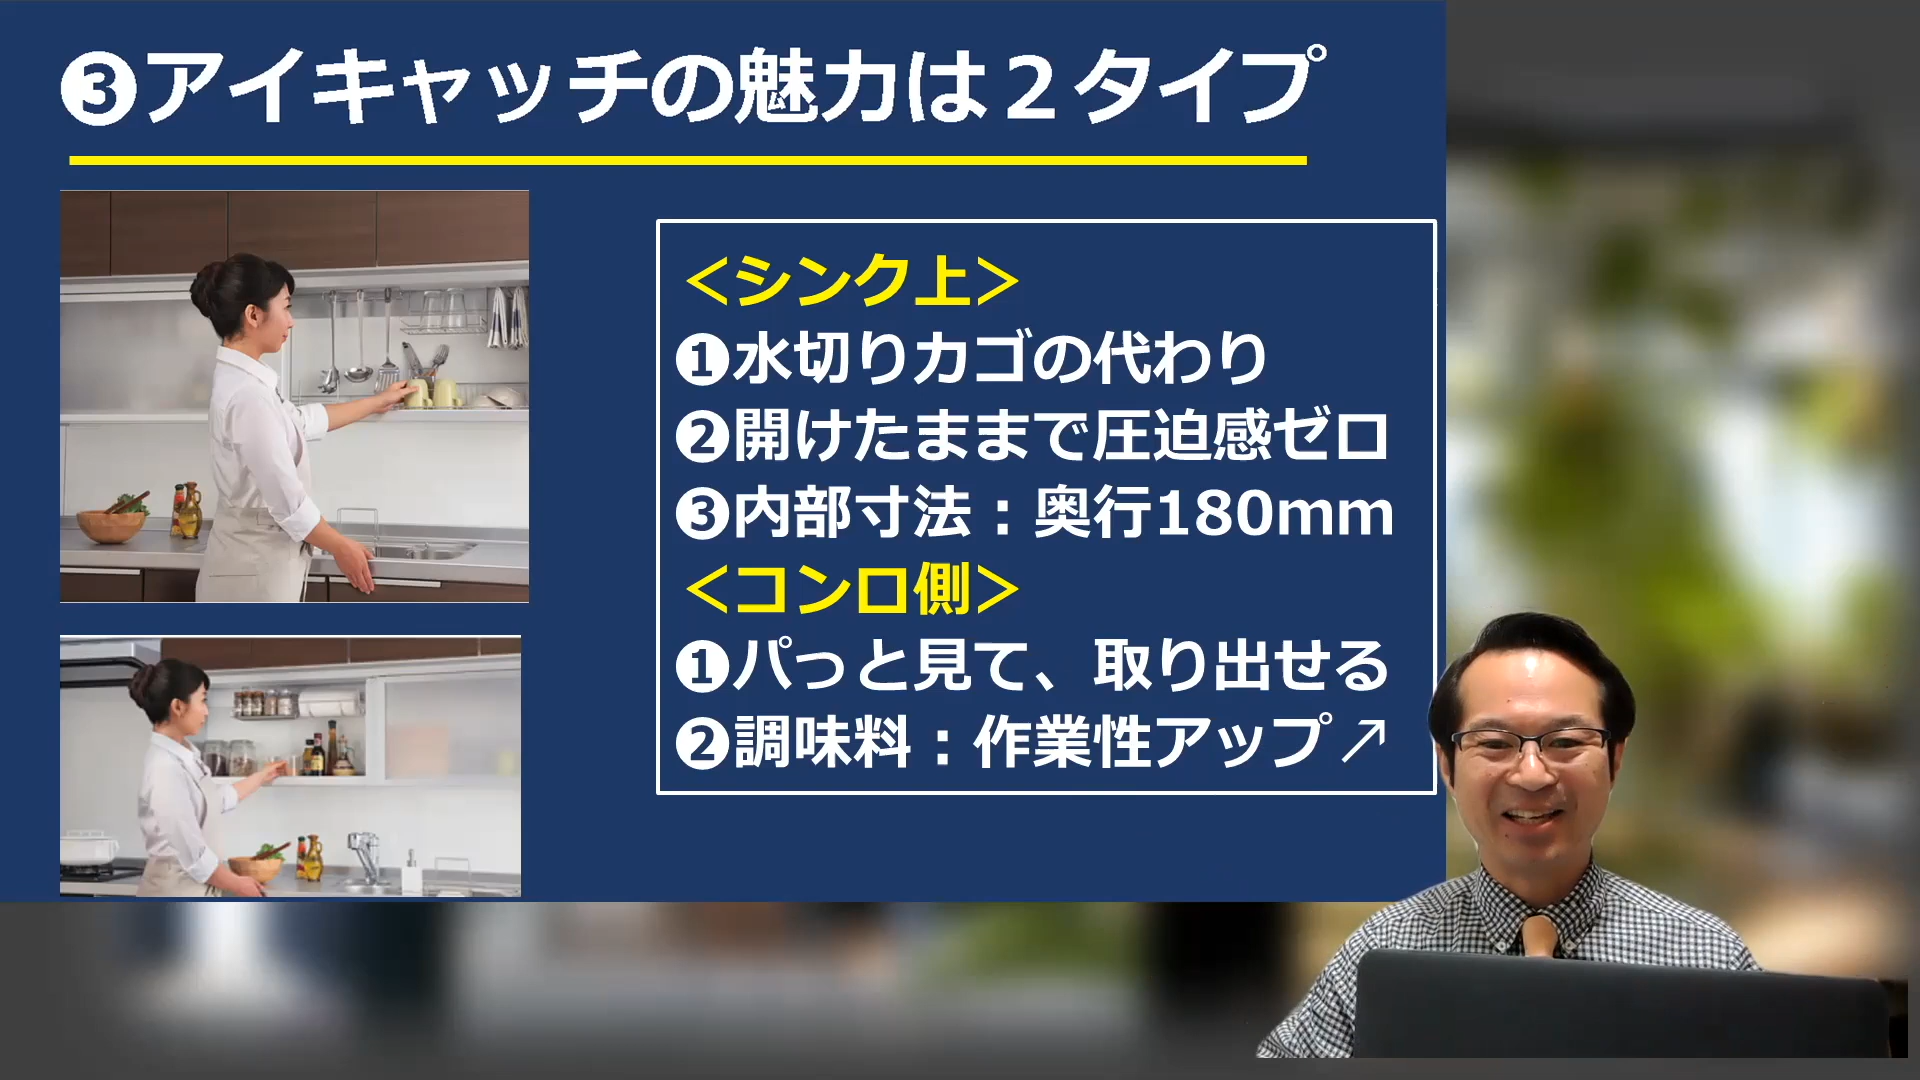 ❸アイキャッチの魅力は２タイプ
＜シンク上＞
❶水切りカゴの代わり
❷開けたままで圧迫感ゼロ
❸内部寸法：奥行180mm
＜コンロ側＞
❶パっと見て、取り出せる
❷調味料：作業性アップ↗